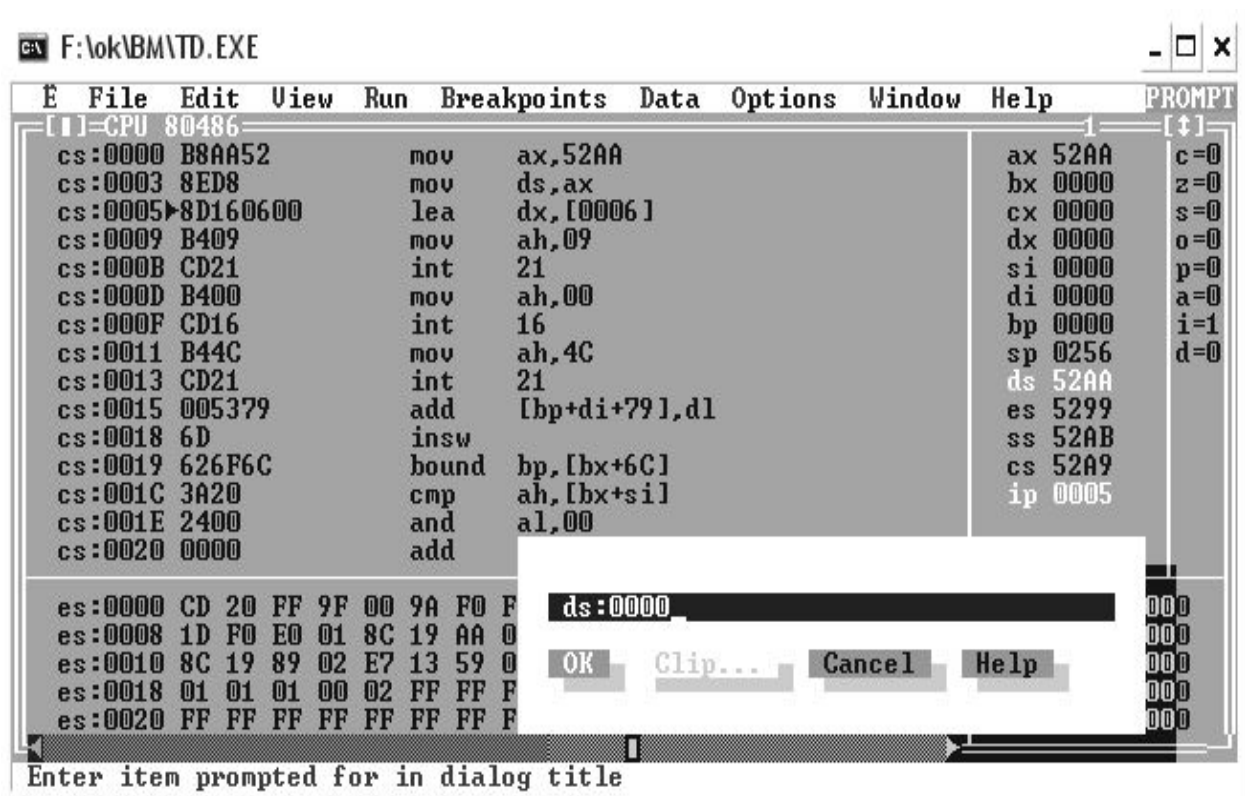 F:\ok\BM\TD.EXE
Ë File Edit View Run Breakpoints Data Options Window Help PROMPT
=[▮]=CPU 80486 1 [↕]
cs:0000 B8AA52 mov ax,52AA ax 52AA c=0
cs:0003 8ED8 mov ds,ax bx 0000 z=0
cs:0005►8D160600 lea dx,[0006] cx 0000 s=0
cs:0009 B409 mov ah,09 dx 0000 o=0
cs:000B CD21 int 21 si 0000 p=0
cs:000D B400 mov ah,00 di 0000 a=0
cs:000F CD16 int 16 bp 0000 i=1
cs:0011 B44C mov ah,4C sp 0256 d=0
cs:0013 CD21 int 21 ds 52AA
cs:0015 005379 add [bp+di+79],dl es 5299
cs:0018 6D insw ss 52AB
cs:0019 626F6C bound bp,[bx+6C] cs 52A9
cs:001C 3A20 cmp ah,[bx+si] ip 0005
cs:001E 2400 and al,00
cs:0020 0000 add
es:0000 CD 20 FF 9F 00 9A F0 F ds:0000_ 000
es:0008 1D F0 E0 01 8C 19 AA 0 000
es:0010 8C 19 89 02 E7 13 59 0 OK Clip... Cancel Help 000
es:0018 01 01 01 00 02 FF FF F 000
es:0020 FF FF FF FF FF FF FF F 000
Enter item prompted for in dialog title